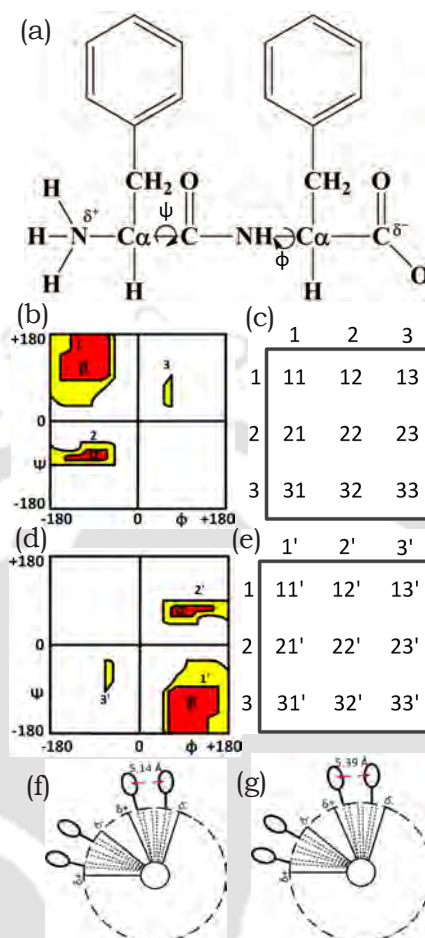 (a)
CH₂ O CH₂ O
H ψ
δ⁺ δ⁻
H N Cα C NH Cα C
ϕ
H H H O
(b) (c)
+180 1 3 1 2 3
β 1 11 12 13
0 2 2 21 22 23
Ψ 3 31 32 33
-180
-180 0 ϕ +180
(d) (e)
+180 2' 1' 2' 3'
1 11' 12' 13'
0 2 21' 22' 23'
Ψ 3' 1' 3 31' 32' 33'
β
-180
-180 0 ϕ +180
(f) (g)
5.14 Å 5.39 Å
δ- δ+ δ- δ- δ+ δ-
δ+ δ+